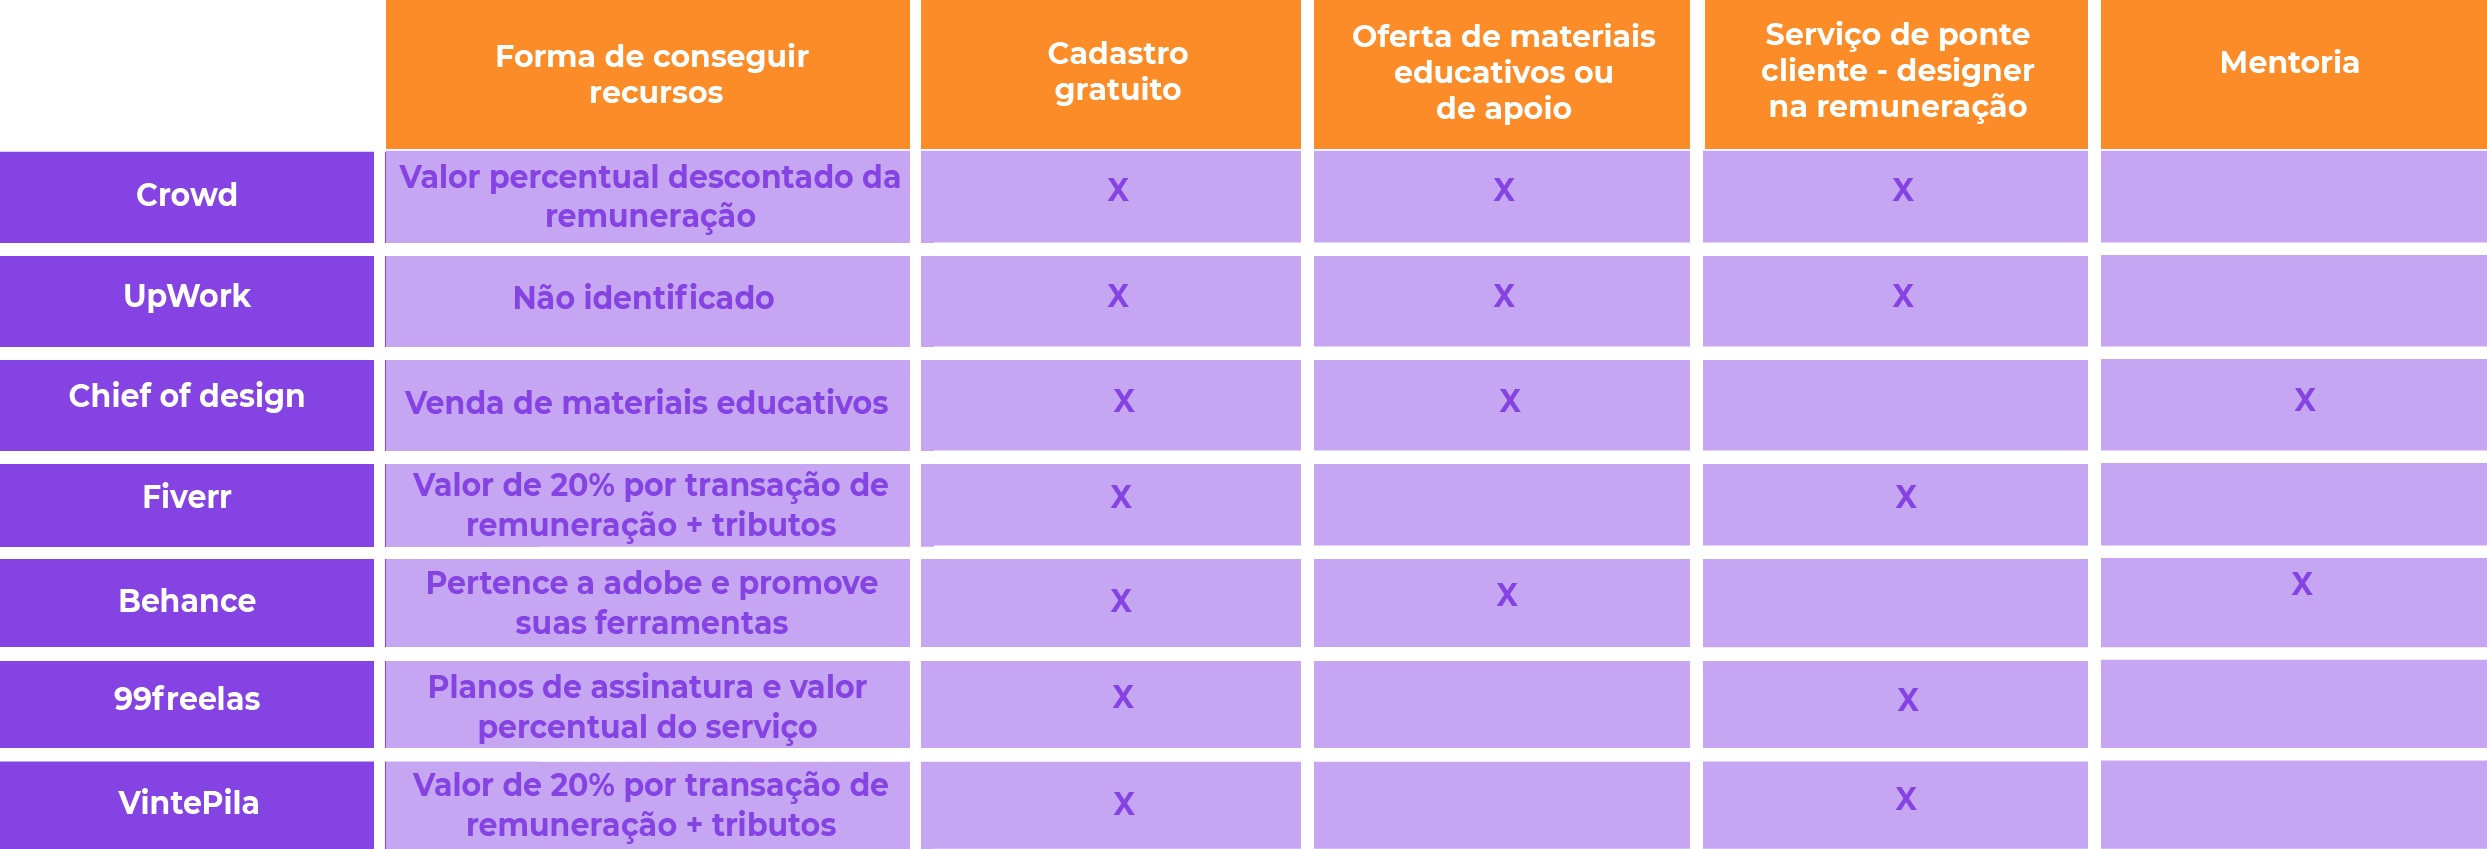 Forma de conseguir
recursos
Cadastro
gratuito
Oferta de materiais
educativos ou
de apoio
Serviço de ponte
cliente - designer
na remuneração
Mentoria
Crowd
Valor percentual descontado da
remuneração
X
X
X
UpWork
Não identificado
X
X
X
Chief of design
Venda de materiais educativos
X
X
X
Fiverr
Valor de 20% por transação de
remuneração + tributos
X
X
Behance
Pertence a adobe e promove
suas ferramentas
X
X
X
99freelas
Planos de assinatura e valor
percentual do serviço
X
X
VintePila
Valor de 20% por transação de
remuneração + tributos
X
X